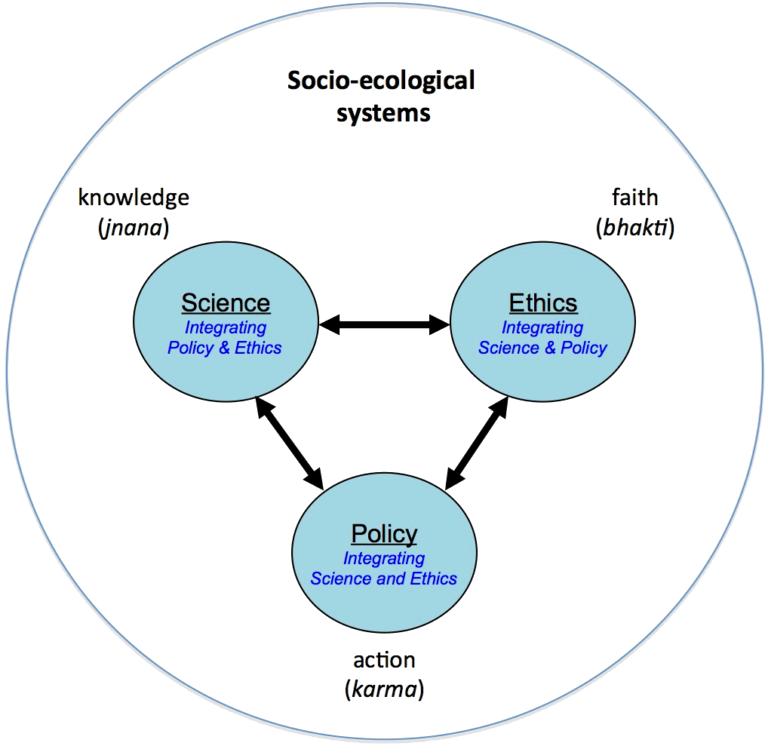 Socio-ecological
systems
knowledge
(jnana)
faith
(bhakti)
Science
Integrating
Policy & Ethics
Ethics
Integrating
Science & Policy
Policy
Integrating
Science and Ethics
action
(karma)